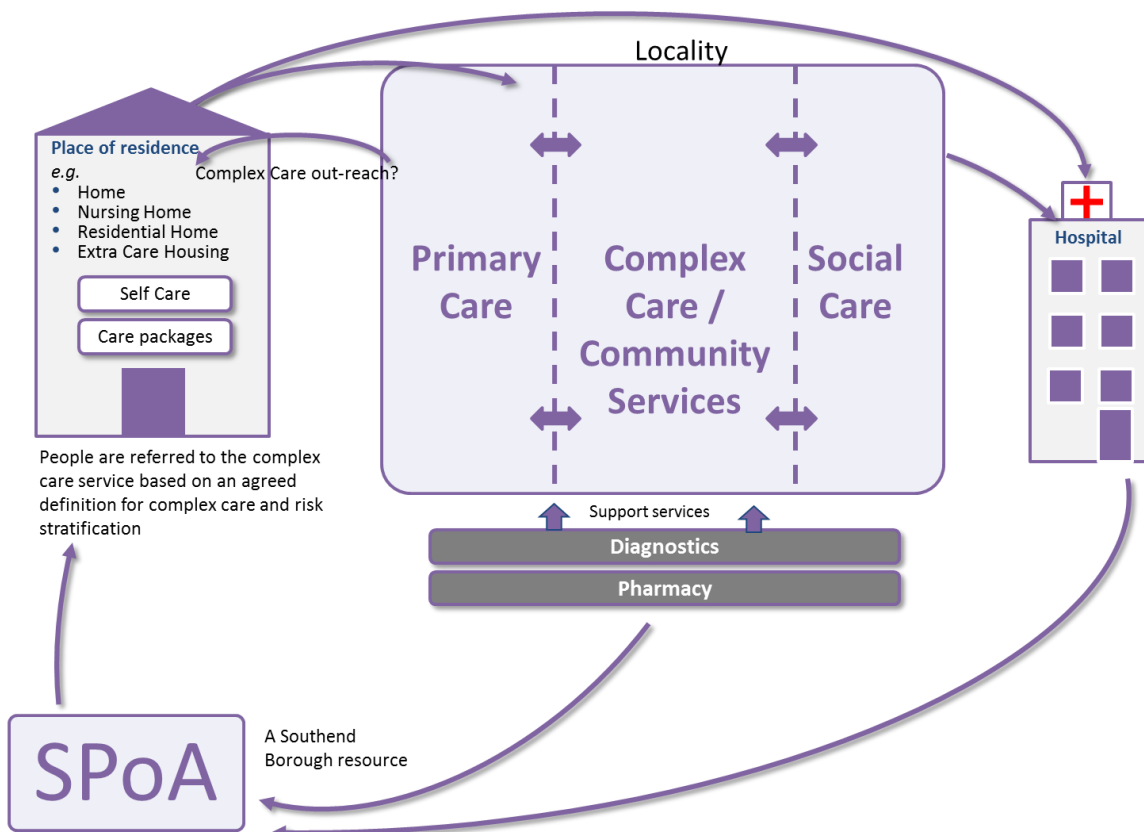 Locality
Place of residence
e.g.
• Home
• Nursing Home
• Residential Home
• Extra Care Housing
Self Care
Care packages
Complex Care out-reach?
Primary
Care
Complex
Care /
Community
Services
Social
Care
Hospital
People are referred to the complex
care service based on an agreed
definition for complex care and risk
stratification
Support services
Diagnostics
Pharmacy
SPoA
A Southend
Borough resource